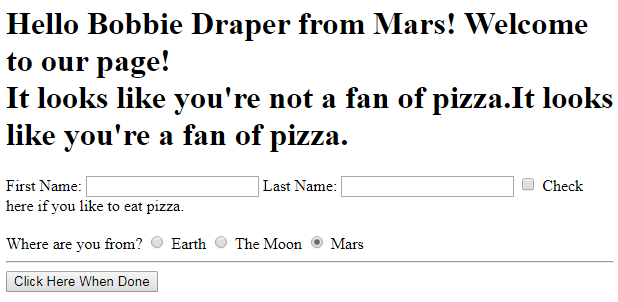 Hello Bobbie Draper from Mars! Welcome
to our page!
It looks like you're not a fan of pizza.It looks
like you're a fan of pizza.
First Name: Last Name: Check
here if you like to eat pizza.
Where are you from? Earth The Moon Mars
Click Here When Done